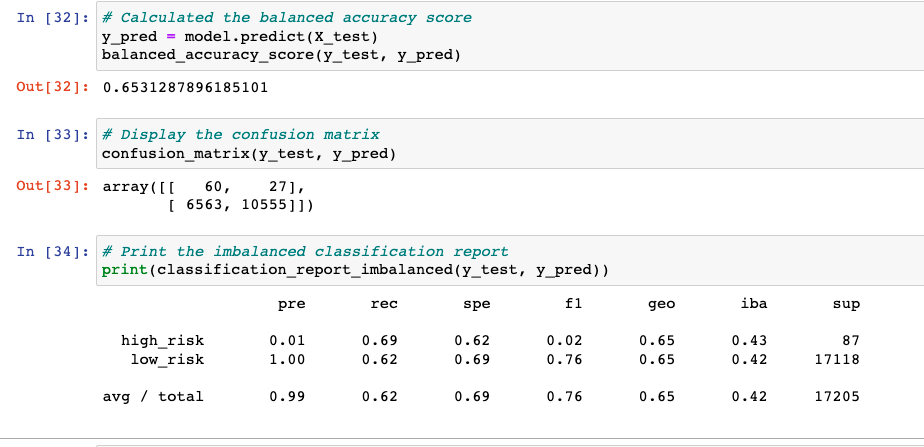 In [32]: # Calculated the balanced accuracy score
y_pred = model.predict(X_test)
balanced_accuracy_score(y_test, y_pred)
Out[32]: 0.6531287896185101
In [33]: # Display the confusion matrix
confusion_matrix(y_test, y_pred)
Out[33]: array([[   60,    27],
       [ 6563, 10555]])
In [34]: # Print the imbalanced classification report
print(classification_report_imbalanced(y_test, y_pred))
pre rec spe f1 geo iba sup
high_risk 0.01 0.69 0.62 0.02 0.65 0.43 87
low_risk 1.00 0.62 0.69 0.76 0.65 0.42 17118
avg / total 0.99 0.62 0.69 0.76 0.65 0.42 17205